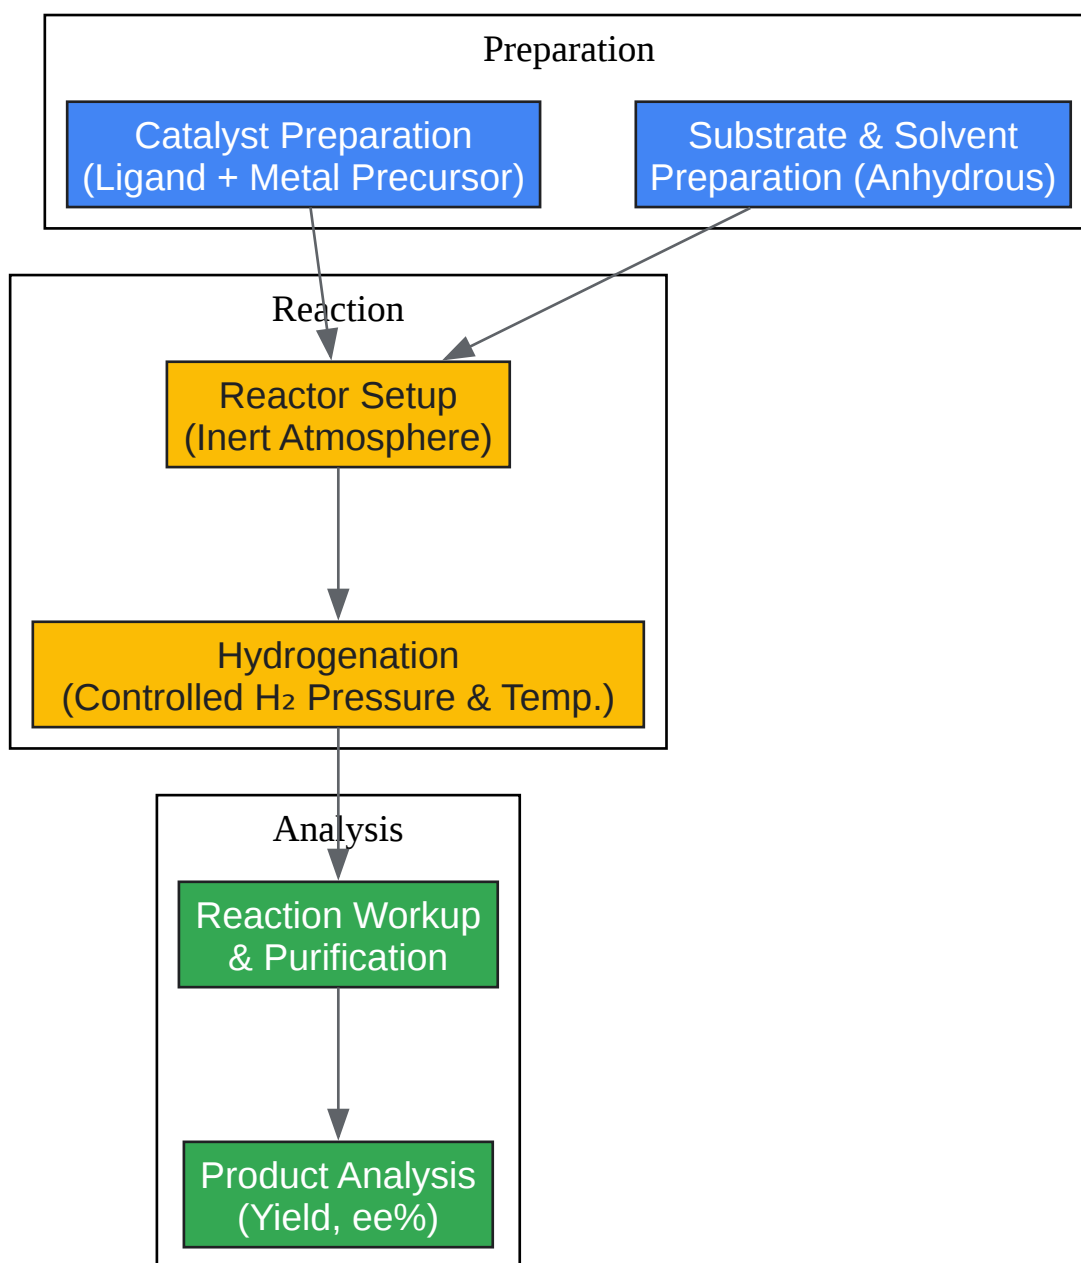 Preparation
Catalyst Preparation
(Ligand + Metal Precursor)
Substrate & Solvent
Preparation (Anhydrous)
Reaction
Reactor Setup
(Inert Atmosphere)
Hydrogenation
(Controlled H₂ Pressure & Temp.)
Analysis
Reaction Workup
& Purification
Product Analysis
(Yield, ee%)